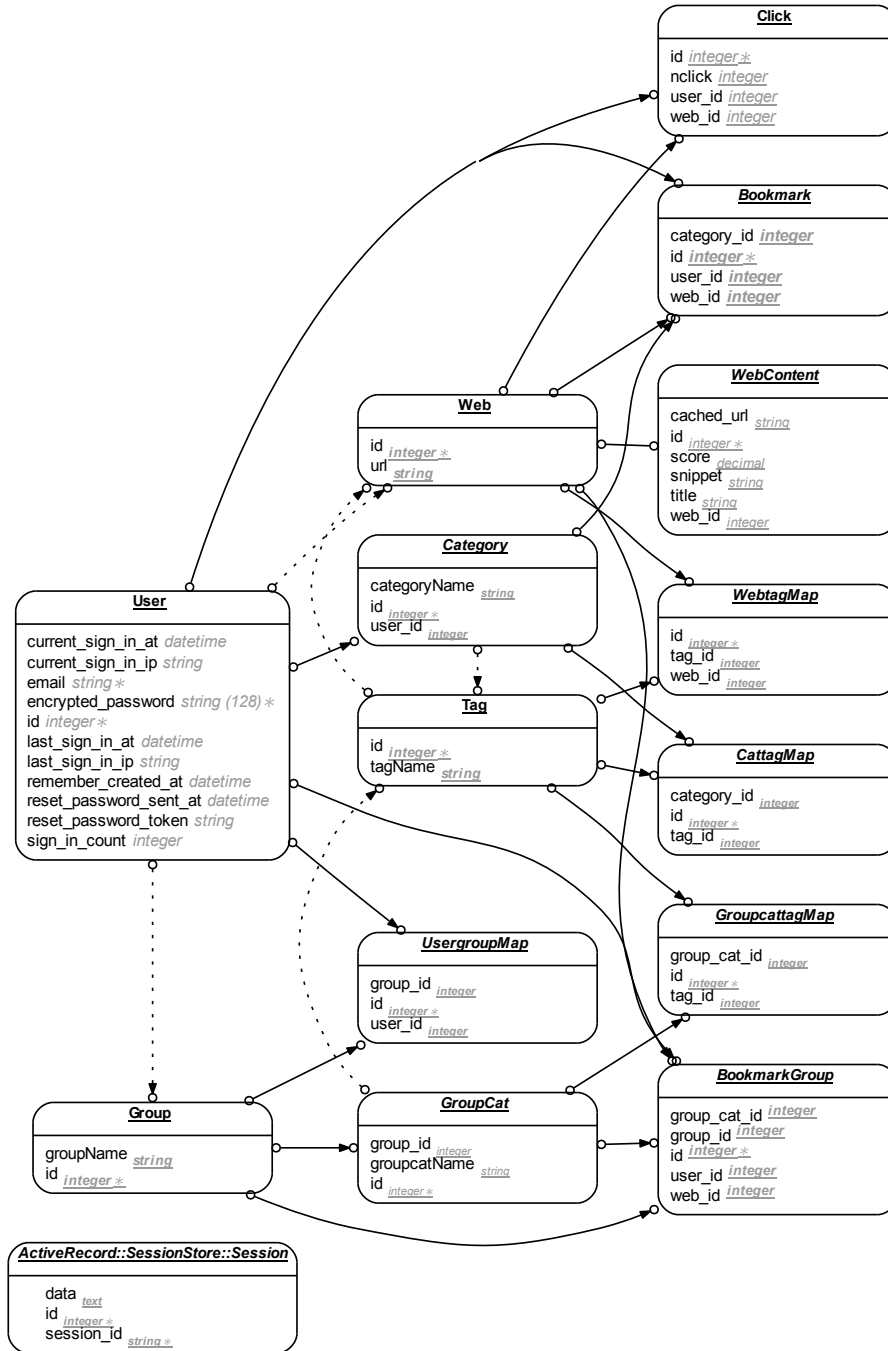 Click
id integer *
nclick integer
user_id integer
web_id integer
Bookmark
category_id integer
id integer *
user_id integer
web_id integer
WebContent
cached_url string
id integer *
score decimal
snippet string
title string
web_id integer
Web
id integer *
url string
Category
categoryName string
id integer *
user_id integer
User
current_sign_in_at datetime
current_sign_in_ip string
email string *
encrypted_password string (128) *
id integer *
last_sign_in_at datetime
last_sign_in_ip string
remember_created_at datetime
reset_password_sent_at datetime
reset_password_token string
sign_in_count integer
WebtagMap
id integer *
tag_id integer
web_id integer
Tag
id integer *
tagName string
CattagMap
category_id integer
id integer *
tag_id integer
GroupcattagMap
group_cat_id integer
id integer *
tag_id integer
UsergroupMap
group_id integer
id integer *
user_id integer
BookmarkGroup
group_cat_id integer
group_id integer
id integer *
user_id integer
web_id integer
Group
groupName string
id integer *
GroupCat
group_id integer
groupcatName string
id integer *
ActiveRecord::SessionStore::Session
data text
id integer *
session_id string *